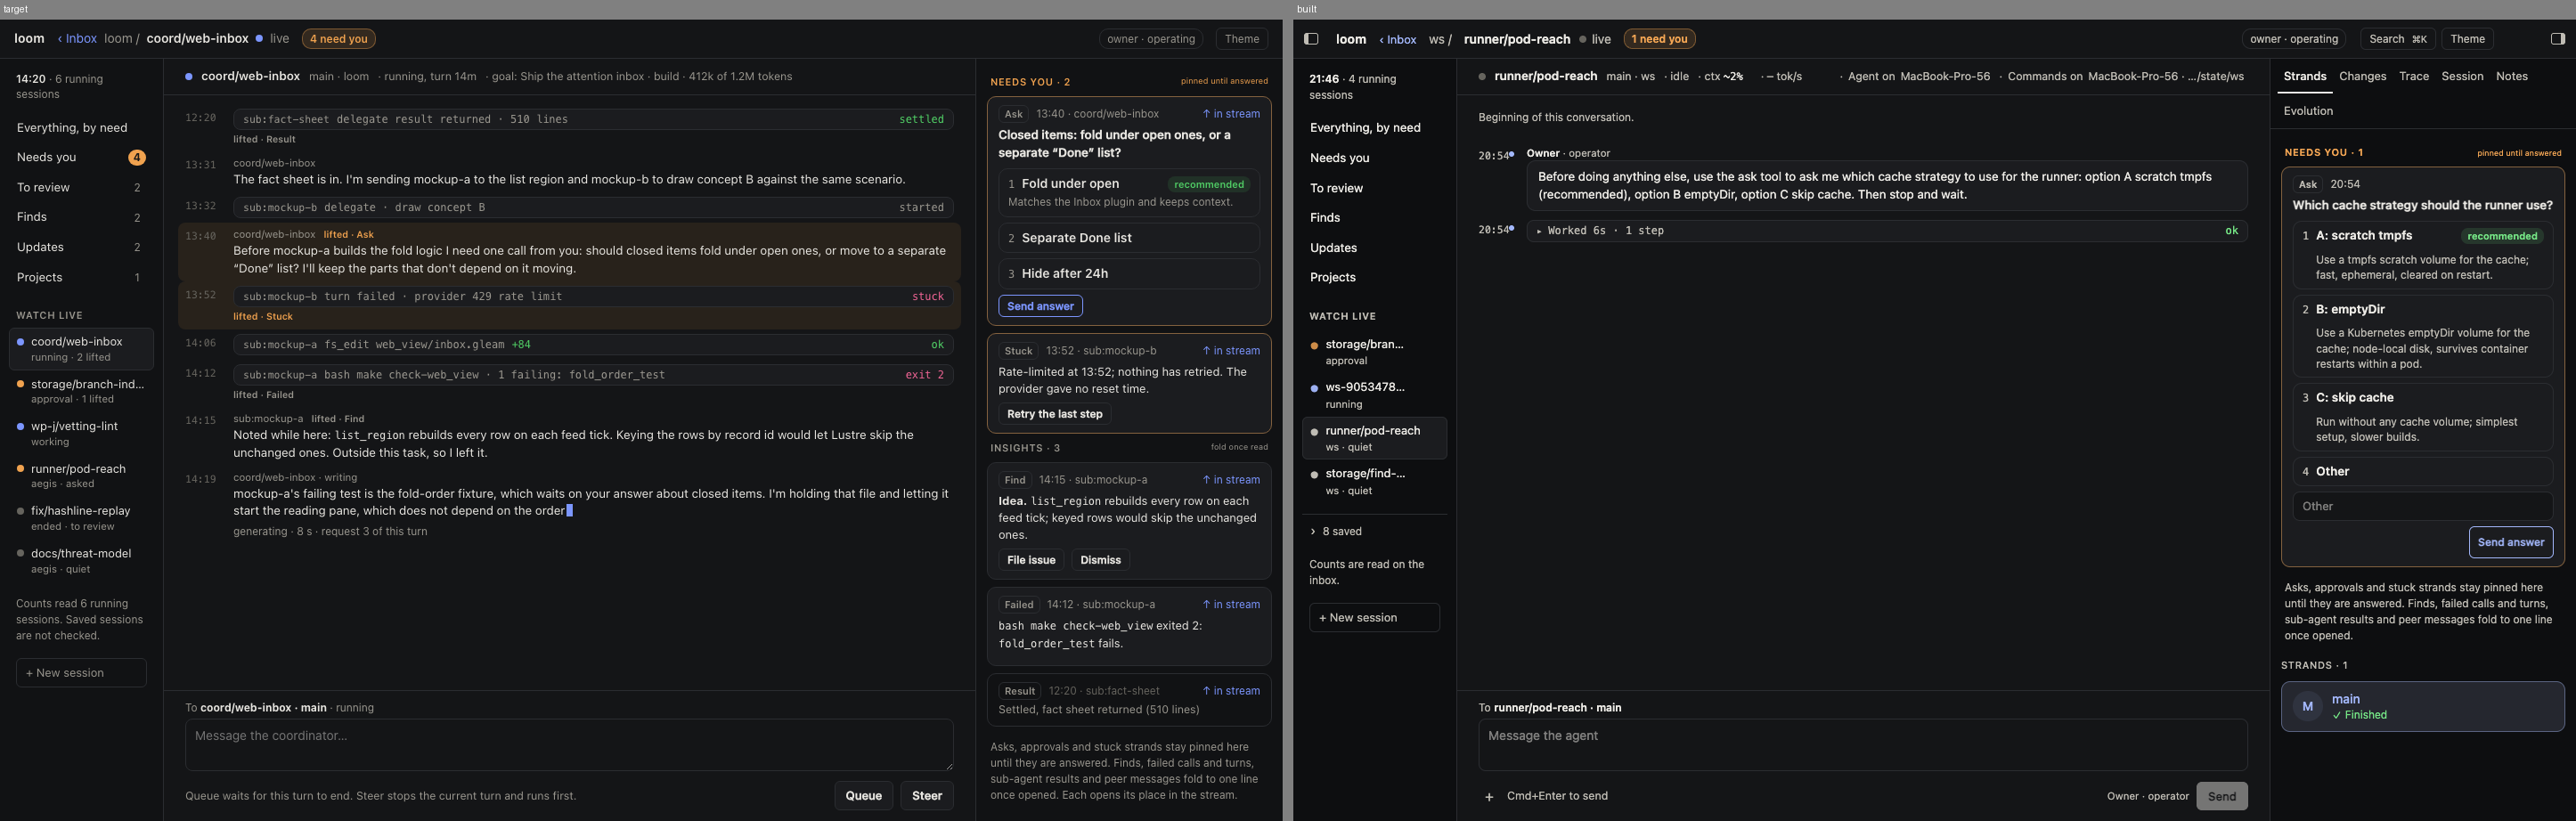 target
loom ‹ Inbox loom / coord/web-inbox live 4 need you
owner · operating Theme
14:20 · 6 running
sessions
Everything, by need
Needs you 4
To review 2
Finds 2
Updates 2
Projects 1
WATCH LIVE
coord/web-inbox
running · 2 lifted
storage/branch-ind...
approval · 1 lifted
wp-j/vetting-lint
working
runner/pod-reach
aegis · asked
fix/hashline-replay
ended · to review
docs/threat-model
aegis · quiet
Counts read 6 running
sessions. Saved sessions
are not checked.
+ New session
coord/web-inbox main · loom · running, turn 14m · goal: Ship the attention inbox · build · 412k of 1.2M tokens
12:20 sub:fact-sheet delegate result returned · 510 lines settled
lifted · Result
13:31 coord/web-inbox
The fact sheet is in. I'm sending mockup-a to the list region and mockup-b to draw concept B against the same scenario.
13:32 sub:mockup-b delegate · draw concept B started
13:40 coord/web-inbox lifted · Ask
Before mockup-a builds the fold logic I need one call from you: should closed items fold under open ones, or move to a separate
“Done” list? I'll keep the parts that don't depend on it moving.
13:52 sub:mockup-b turn failed · provider 429 rate limit stuck
lifted · Stuck
14:06 sub:mockup-a fs_edit web_view/inbox.gleam +84 ok
14:12 sub:mockup-a bash make check-web_view · 1 failing: fold_order_test exit 2
lifted · Failed
14:15 sub:mockup-a lifted · Find
Noted while here: list_region rebuilds every row on each feed tick. Keying the rows by record id would let Lustre skip the
unchanged ones. Outside this task, so I left it.
14:19 coord/web-inbox · writing
mockup-a's failing test is the fold-order fixture, which waits on your answer about closed items. I'm holding that file and letting it
start the reading pane, which does not depend on the order
generating · 8 s · request 3 of this turn
To coord/web-inbox · main · running
Message the coordinator...
Queue waits for this turn to end. Steer stops the current turn and runs first.
Queue Steer
NEEDS YOU · 2 pinned until answered
Ask 13:40 · coord/web-inbox ↑ in stream
Closed items: fold under open ones, or a
separate “Done” list?
1 Fold under open recommended
Matches the Inbox plugin and keeps context.
2 Separate Done list
3 Hide after 24h
Send answer
Stuck 13:52 · sub:mockup-b ↑ in stream
Rate-limited at 13:52; nothing has retried. The
provider gave no reset time.
Retry the last step
INSIGHTS · 3 fold once read
Find 14:15 · sub:mockup-a ↑ in stream
Idea. list_region rebuilds every row on each
feed tick; keyed rows would skip the unchanged
ones.
File issue Dismiss
Failed 14:12 · sub:mockup-a ↑ in stream
bash make check-web_view exited 2:
fold_order_test fails.
Result 12:20 · sub:fact-sheet ↑ in stream
Settled, fact sheet returned (510 lines)
Asks, approvals and stuck strands stay pinned here
until they are answered. Finds, failed calls and turns,
sub-agent results and peer messages fold to one line
once opened. Each opens its place in the stream.
built
loom ‹ Inbox ws / runner/pod-reach live 1 need you
owner · operating Search ⌘K Theme
21:46 · 4 running
sessions
Everything, by need
Needs you
To review
Finds
Updates
Projects
WATCH LIVE
storage/bran...
approval
ws-9053478...
running
runner/pod-reach
ws · quiet
storage/find-...
ws · quiet
› 8 saved
Counts are read on the
inbox.
+ New session
runner/pod-reach main · ws · idle · ctx ~2% · – tok/s · Agent on MacBook-Pro-56 · Commands on MacBook-Pro-56 · .../state/ws
Beginning of this conversation.
20:54 Owner · operator
Before doing anything else, use the ask tool to ask me which cache strategy to use for the runner: option A scratch tmpfs
(recommended), option B emptyDir, option C skip cache. Then stop and wait.
20:54 ▸ Worked 6s · 1 step ok
To runner/pod-reach · main
Message the agent
+ Cmd+Enter to send Owner · operator Send
Strands Changes Trace Session Notes
Evolution
NEEDS YOU · 1 pinned until answered
Ask 20:54
Which cache strategy should the runner use?
1 A: scratch tmpfs recommended
Use a tmpfs scratch volume for the cache;
fast, ephemeral, cleared on restart.
2 B: emptyDir
Use a Kubernetes emptyDir volume for the
cache; node-local disk, survives container
restarts within a pod.
3 C: skip cache
Run without any cache volume; simplest
setup, slower builds.
4 Other
Other
Send answer
Asks, approvals and stuck strands stay pinned here
until they are answered. Finds, failed calls and turns,
sub-agent results and peer messages fold to one line
once opened.
STRANDS · 1
M main
✓ Finished